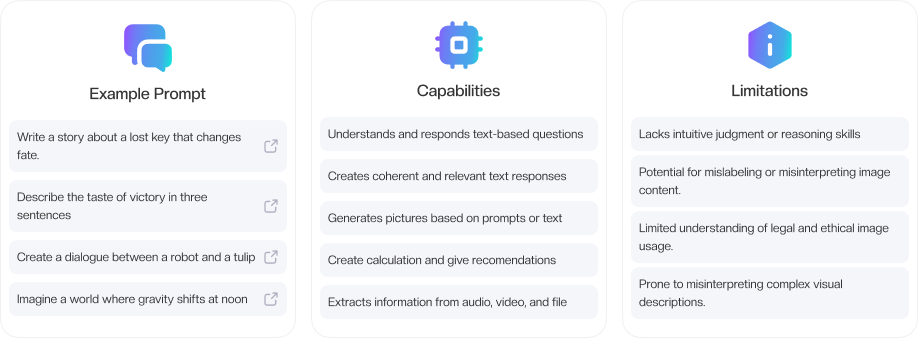 Example Prompt
Write a story about a lost key that changes
fate.
Describe the taste of victory in three
sentences
Create a dialogue between a robot and a tulip
Imagine a world where gravity shifts at noon
Capabilities
Understands and responds text-based questions
Creates coherent and relevant text responses
Generates pictures based on prompts or text
Create calculation and give recomendations
Extracts information from audio, video, and file
Limitations
Lacks intuitive judgment or reasoning skills
Potential for mislabeling or misinterpreting image
content.
Limited understanding of legal and ethical image
usage.
Prone to misinterpreting complex visual
descriptions.